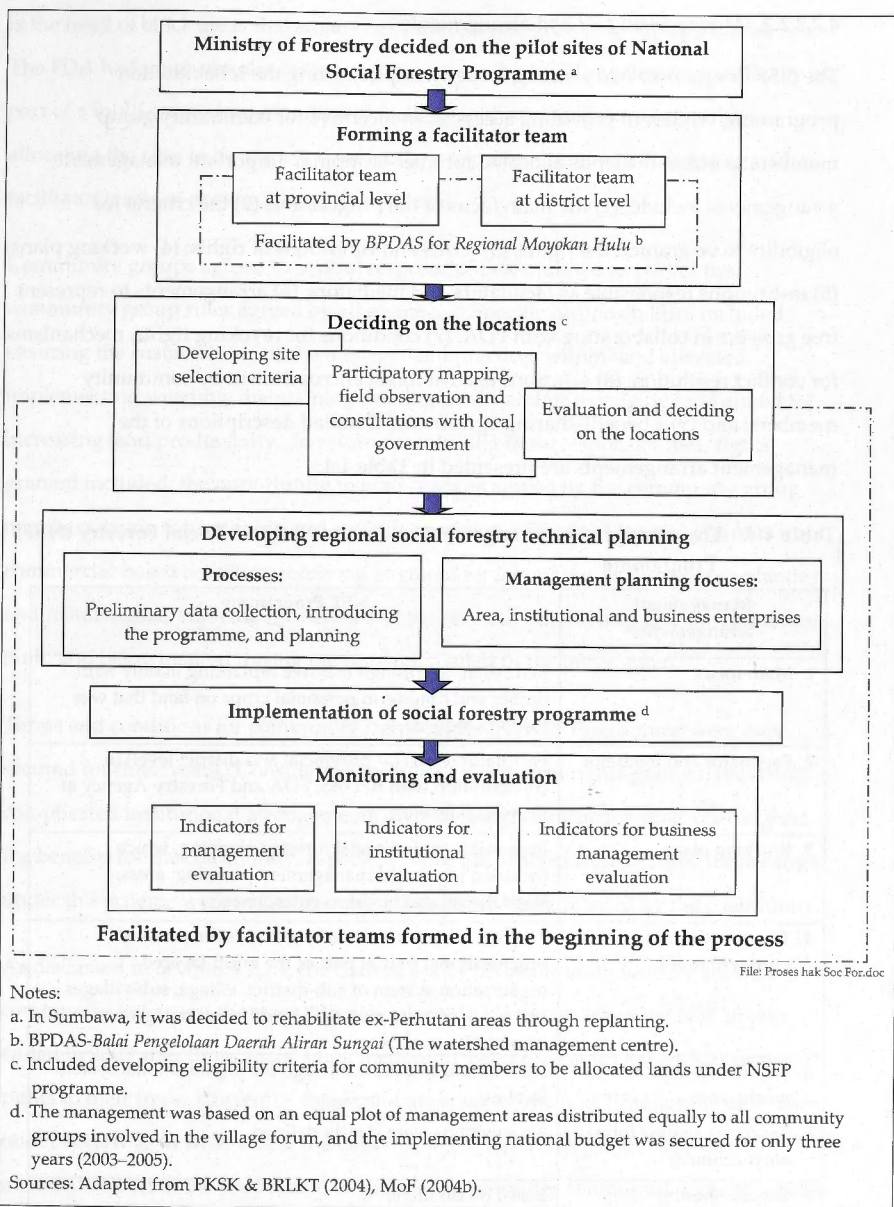 Ministry of Forestry decided on the pilot sites of National
Social Forestry Programme a
Forming a facilitator team
Facilitator team
at provincial level
Facilitator team
at district level
Facilitated by BPDAS for Regional Moyokan Hulu b
Deciding on the locations c
Developing site
selection criteria
Participatory mapping,
field observation and
consultations with local
government
Evaluation and deciding
on the locations
Developing regional social forestry technical planning
Processes:
Preliminary data collection, introducing
the programme, and planning
Management planning focuses:
Area, institutional and business enterprises
Implementation of social forestry programme d
Monitoring and evaluation
Indicators for
management
evaluation
Indicators for
institutional
evaluation
Indicators for business
management
evaluation
Facilitated by facilitator teams formed in the beginning of the process
File: Proses hak Soc For.doc
Notes:
a. In Sumbawa, it was decided to rehabilitate ex-Perhutani areas through replanting.
b. BPDAS-Balai Pengelolaan Daerah Aliran Sungai (The watershed management centre).
c. Included developing eligibility criteria for community members to be allocated lands under NSFP
programme.
d. The management was based on an equal plot of management areas distributed equally to all community
groups involved in the village forum, and the implementing national budget was secured for only three
years (2003–2005).
Sources: Adapted from PKSK & BRLKT (2004), MoF (2004b).